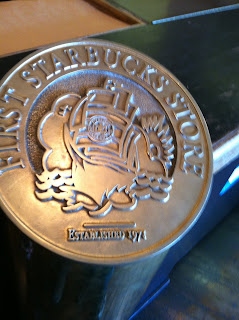 FIRST STARBUCKS STORE
ESTABLISHED 1971